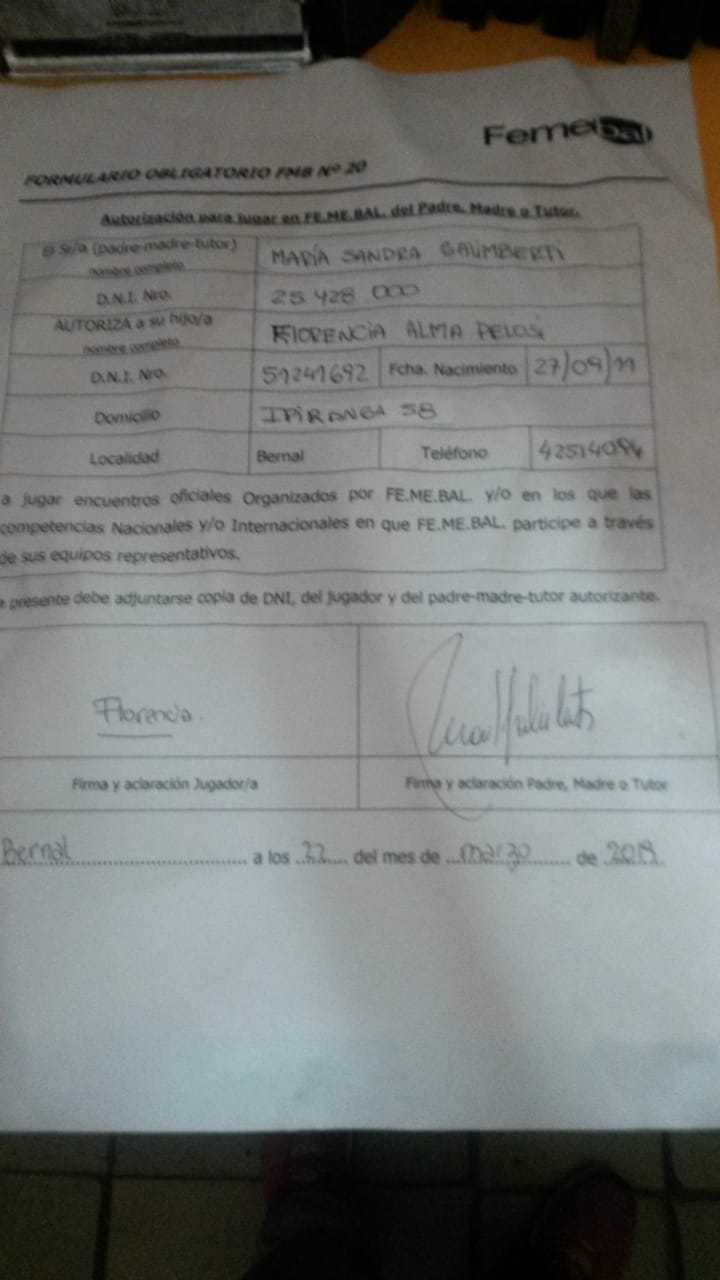 Femebal
FORMULARIO OBLIGATORIO FMB Nº 20
Autorización para jugar en FE.ME.BAL. del Padre, Madre o Tutor.
El Sr/a (padre-madre-tutor) MARÍA SANDRA GALIMBERTI
nombre completo
D.N.I. Nro. 25 428 000
AUTORIZA a su hijo/a FLORENCIA ALMA PELOSI
nombre completo
D.N.I. Nro. 51241692 Fcha. Nacimiento 27/09/11
Domicilio IPIRANGA 58
Localidad Bernal Teléfono 42514094
a jugar encuentros oficiales Organizados por FE.ME.BAL. y/o en los que las
competencias Nacionales y/o Internacionales en que FE.ME.BAL. participe a través
de sus equipos representativos.
presente debe adjuntarse copia de DNI, del jugador y del padre-madre-tutor autorizante.
Florencia.
Firma y aclaración Jugador/a Firma y aclaración Padre, Madre o Tutor
Bernal a los 22 del mes de marzo de 2019